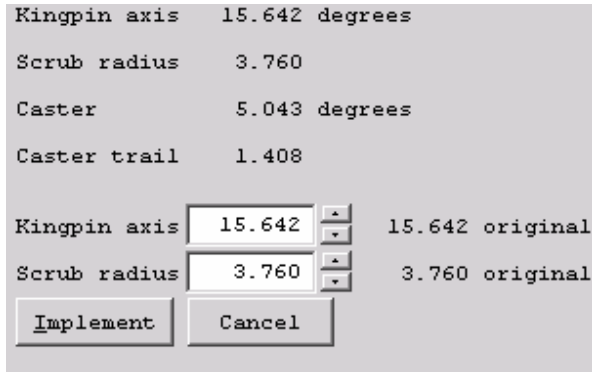 Kingpin axis 15.642 degrees
Scrub radius 3.760
Caster 5.043 degrees
Caster trail 1.408
Kingpin axis 15.642 15.642 original
Scrub radius 3.760 3.760 original
Implement Cancel